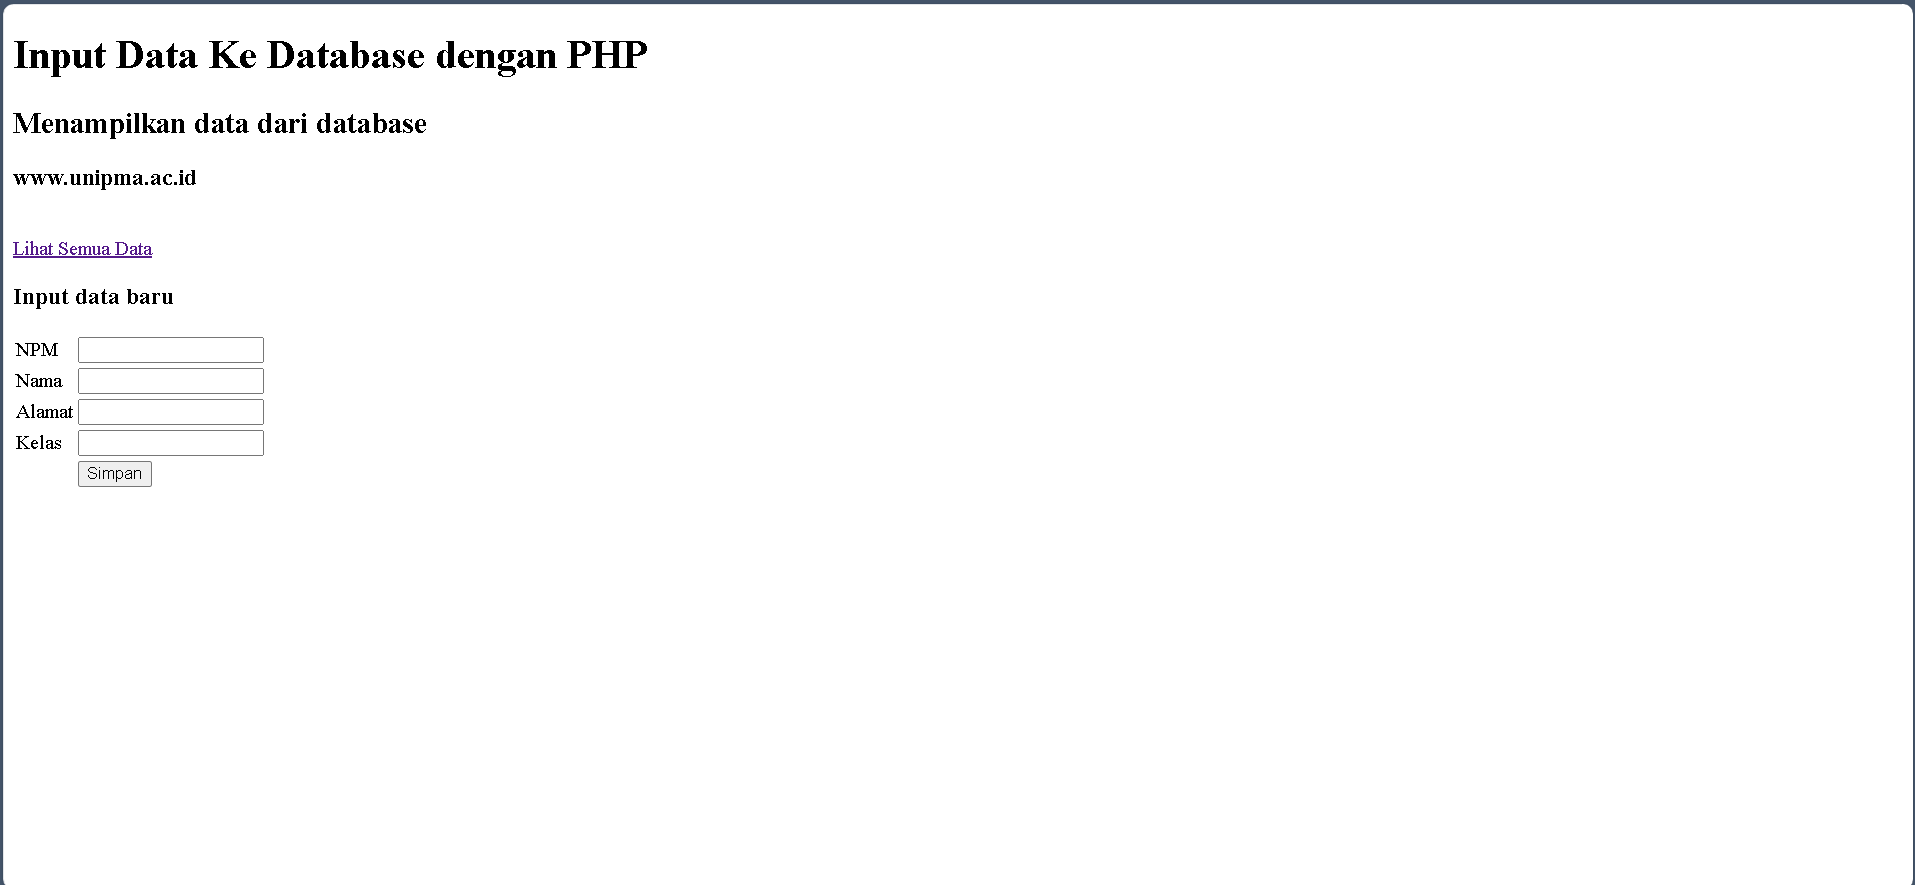 Input Data Ke Database dengan PHP
Menampilkan data dari database
www.unipma.ac.id
Lihat Semua Data
Input data baru
NPM
Nama
Alamat
Kelas
Simpan